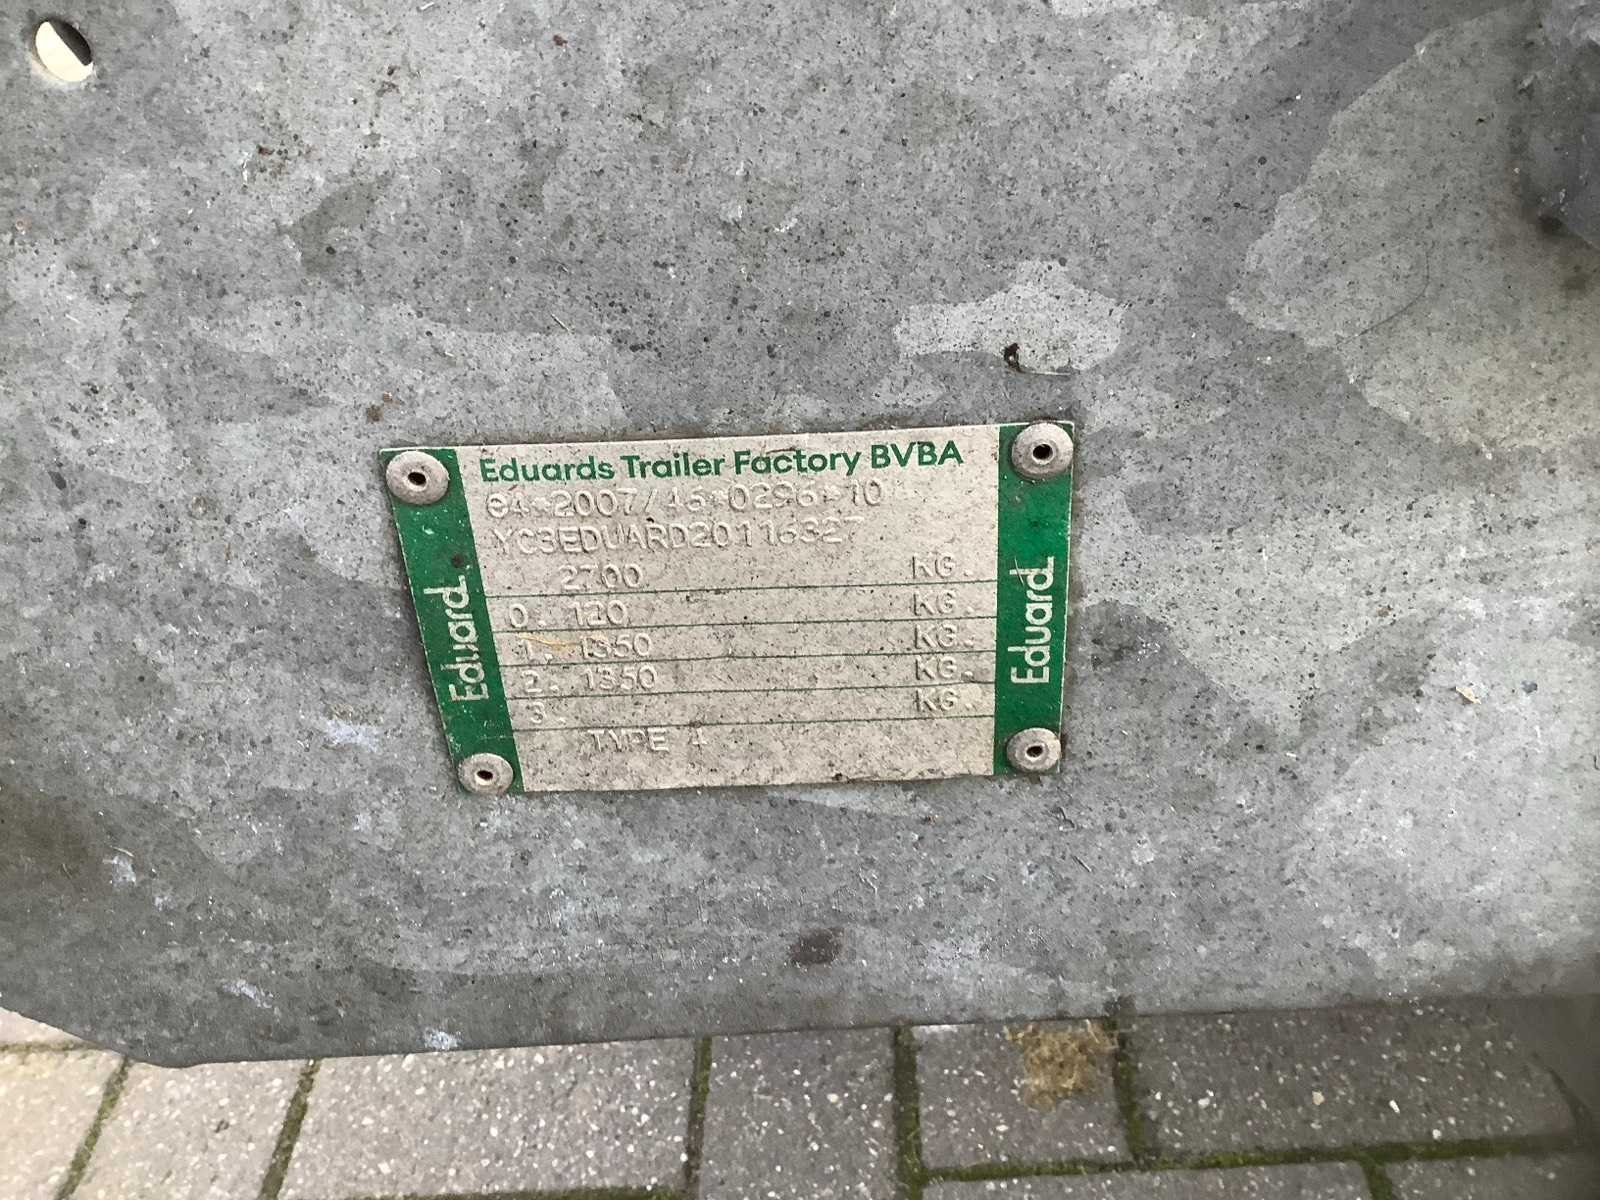 Eduards Trailer Factory BVBA
e4*2007/46*0296*10
YC3EDUARD20116327
2700 KG.
0. 120 KG.
1. 1350 KG.
2. 1350 KG.
3. KG.
TYPE 4
Eduard
Eduard